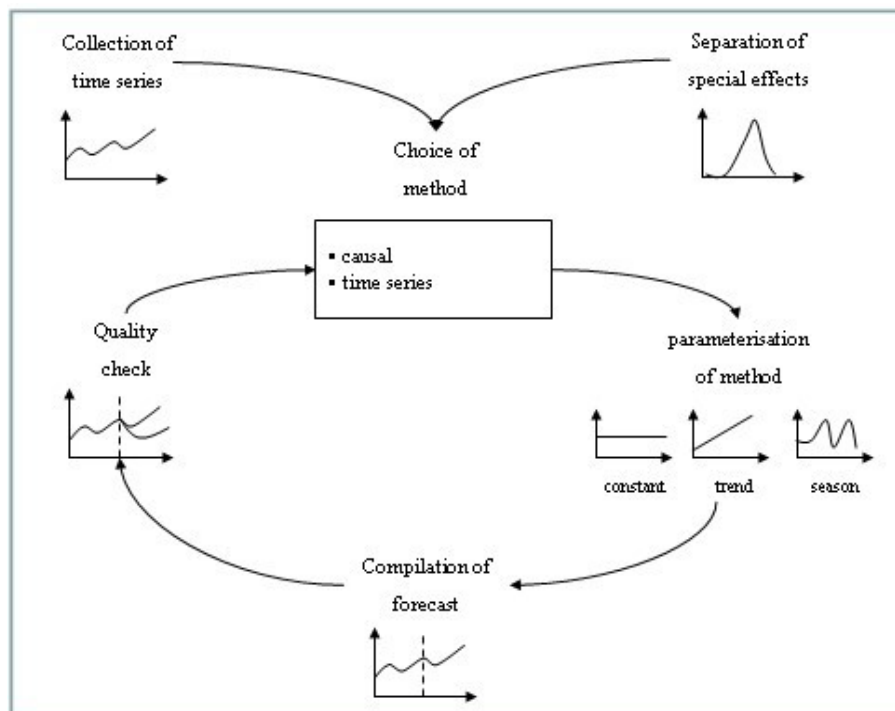 Collection of
time series
Separation of
special effects
Choice of
method
▪ causal
▪ time series
Quality
check
parameterisation
of method
constant
trend
season
Compilation of
forecast